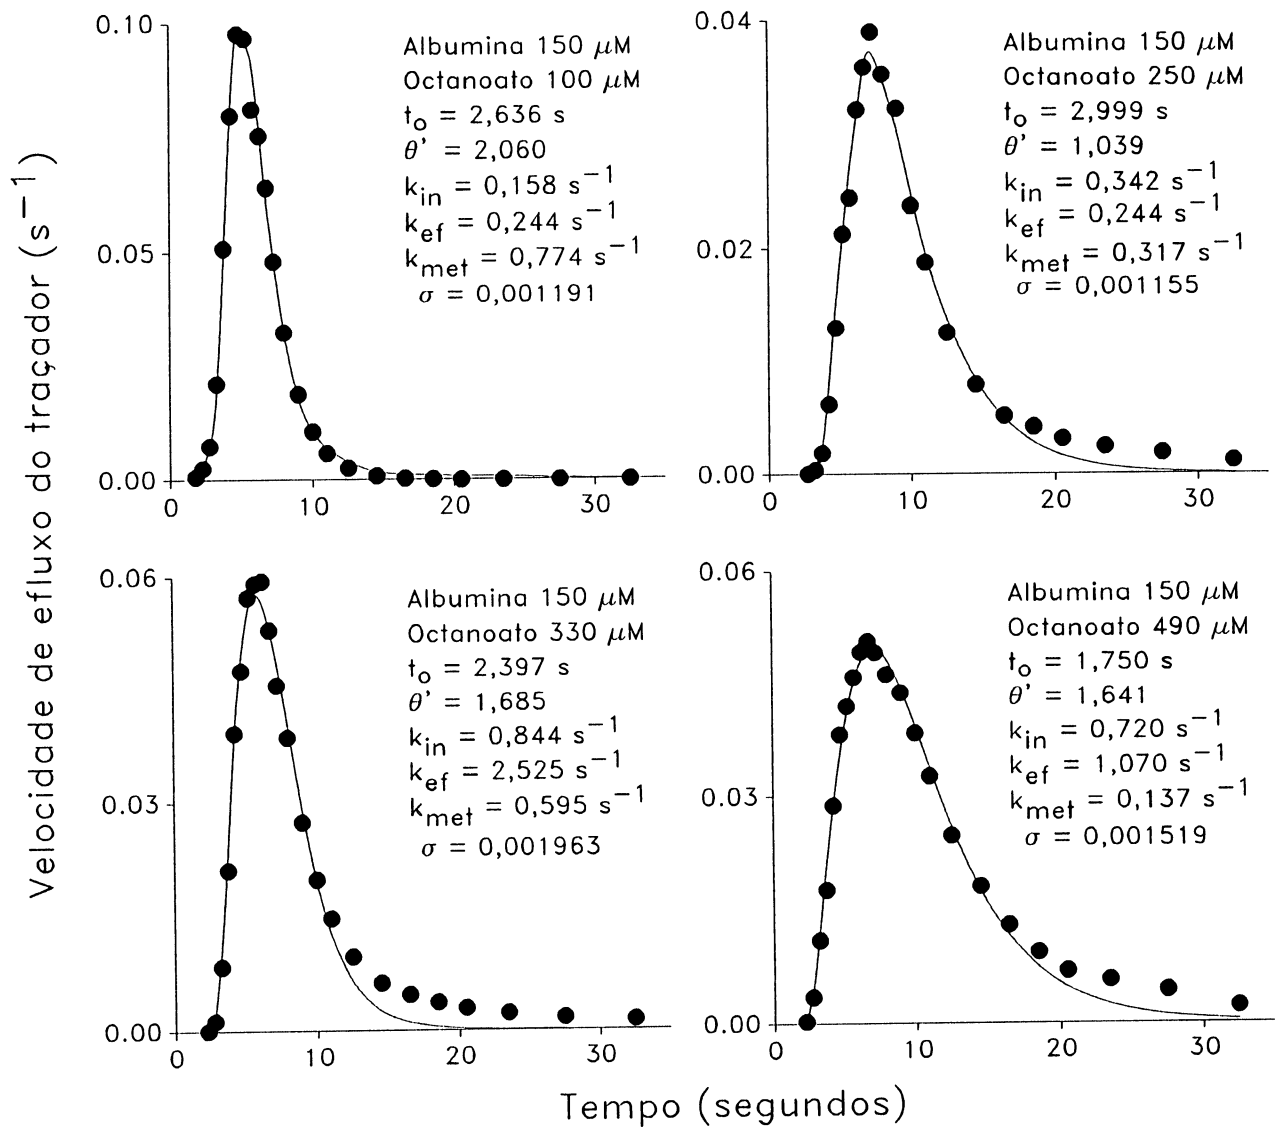 Velocidade de efluxo do traçador (s⁻¹)
0.10
0.05
0.00
0
10
20
30
Albumina 150 μM
Octanoato 100 μM
t₀ = 2,636 s
θ' = 2,060
k_in = 0,158 s⁻¹
k_ef = 0,244 s⁻¹
k_met = 0,774 s⁻¹
σ = 0,001191
0.04
0.02
0.00
0
10
20
30
Albumina 150 μM
Octanoato 250 μM
t₀ = 2,999 s
θ' = 1,039
k_in = 0,342 s⁻¹
k_ef = 0,244 s⁻¹
k_met = 0,317 s⁻¹
σ = 0,001155
0.06
0.03
0.00
0
10
20
30
Albumina 150 μM
Octanoato 330 μM
t₀ = 2,397 s
θ' = 1,685
k_in = 0,844 s⁻¹
k_ef = 2,525 s⁻¹
k_met = 0,595 s⁻¹
σ = 0,001963
0.06
0.03
0.00
0
10
20
30
Albumina 150 μM
Octanoato 490 μM
t₀ = 1,750 s
θ' = 1,641
k_in = 0,720 s⁻¹
k_ef = 1,070 s⁻¹
k_met = 0,137 s⁻¹
σ = 0,001519
Tempo (segundos)